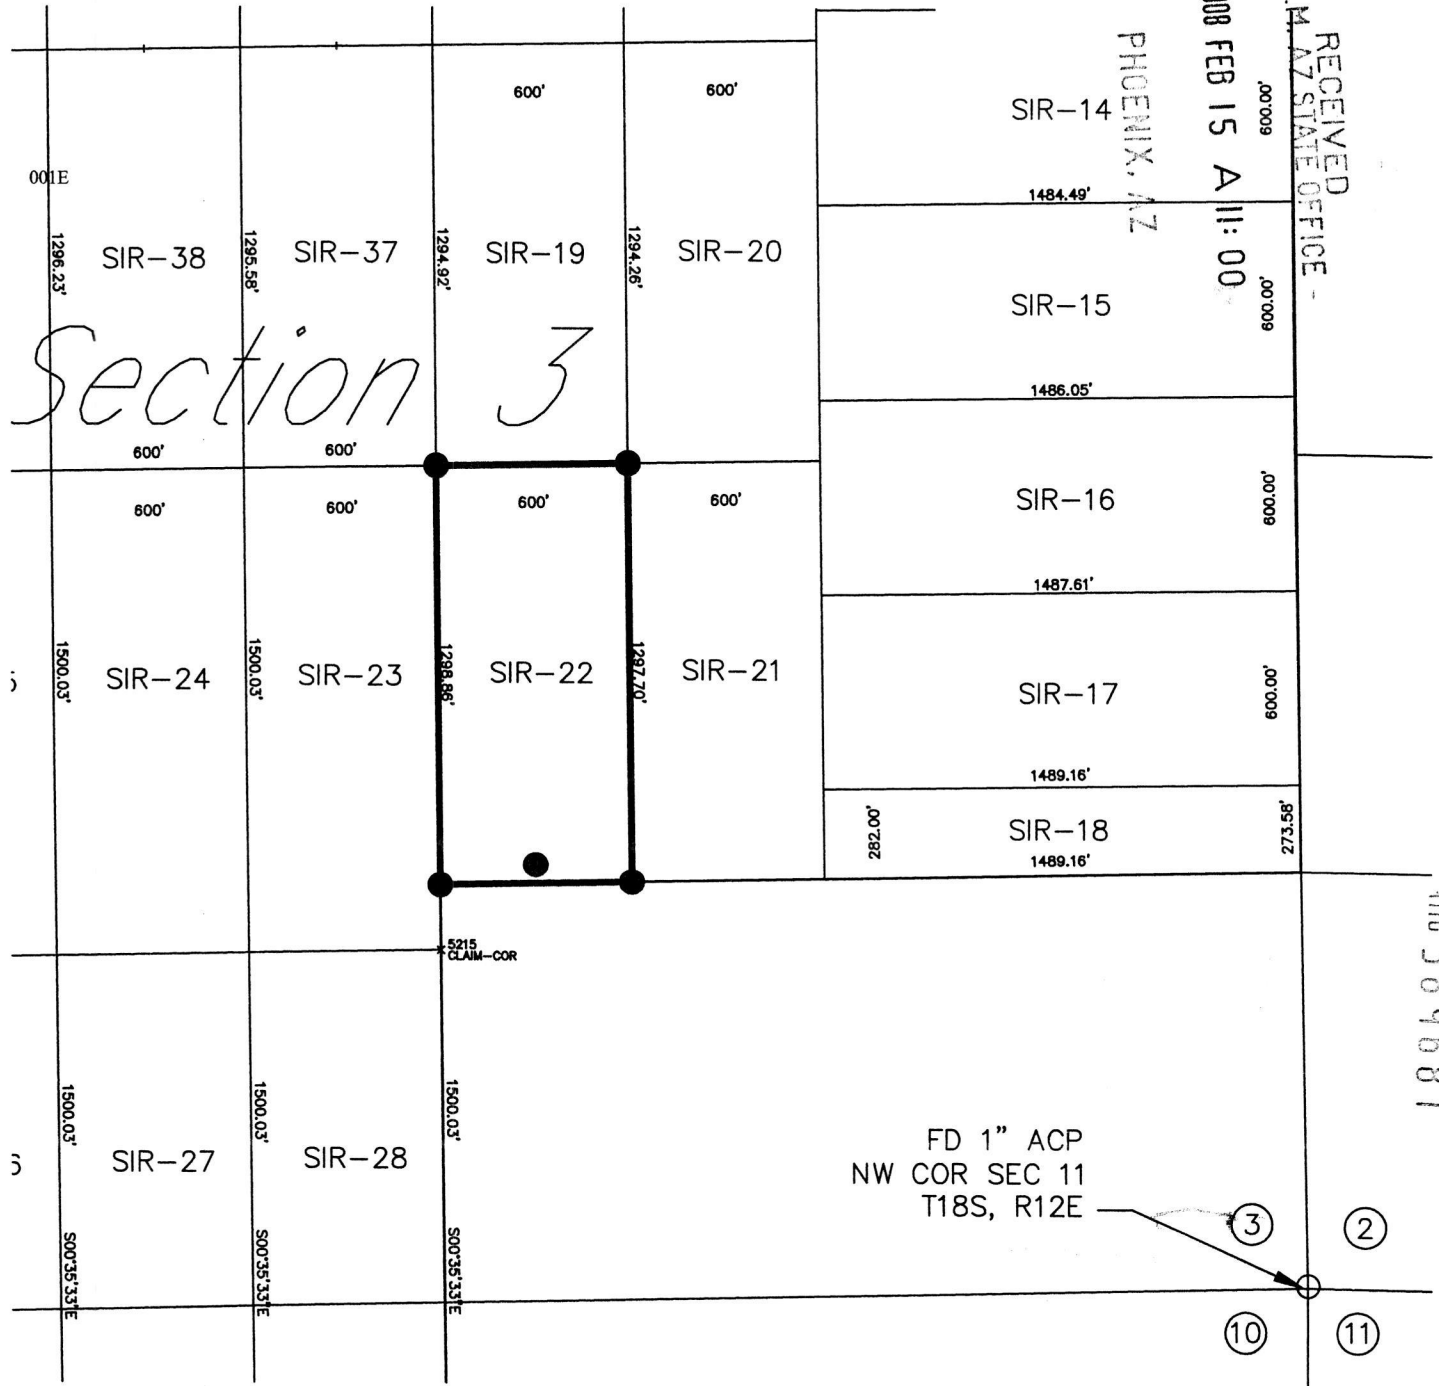 RECEIVED
AZ STATE OFFICE -
FEB 15 A 11: 00
PHOENIX, AZ
600' 600'
001E
SIR-14
600.00'
1484.49'
1296.23' SIR-38 1295.58' SIR-37 1294.92' SIR-19 1294.26' SIR-20
SIR-15
600.00'
1486.05'
Section 3
600' 600'
600' 600' 600' 600'
SIR-16
600.00'
1487.61'
1500.03' SIR-24 1500.03' SIR-23 1298.86' SIR-22 1297.70' SIR-21
SIR-17
600.00'
1489.16'
282.00' SIR-18 273.58'
1489.16'
5215
CLAIM-COR
1500.03' SIR-27 1500.03' SIR-28 1500.03'
S00°35'33"E S00°35'33"E S00°35'33"E
FD 1" ACP
NW COR SEC 11
T18S, R12E
3 2
10 11